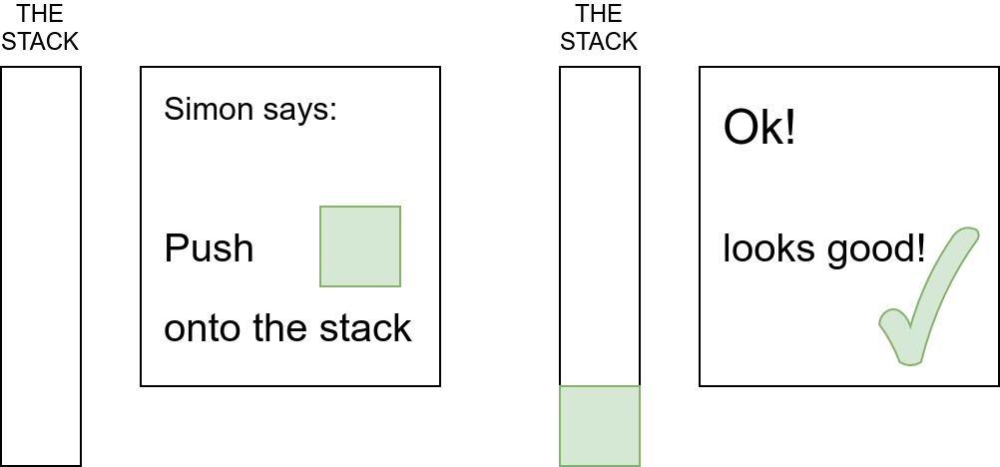 THE
STACK
Simon says:
Push
onto the stack
THE
STACK
Ok!
looks good!